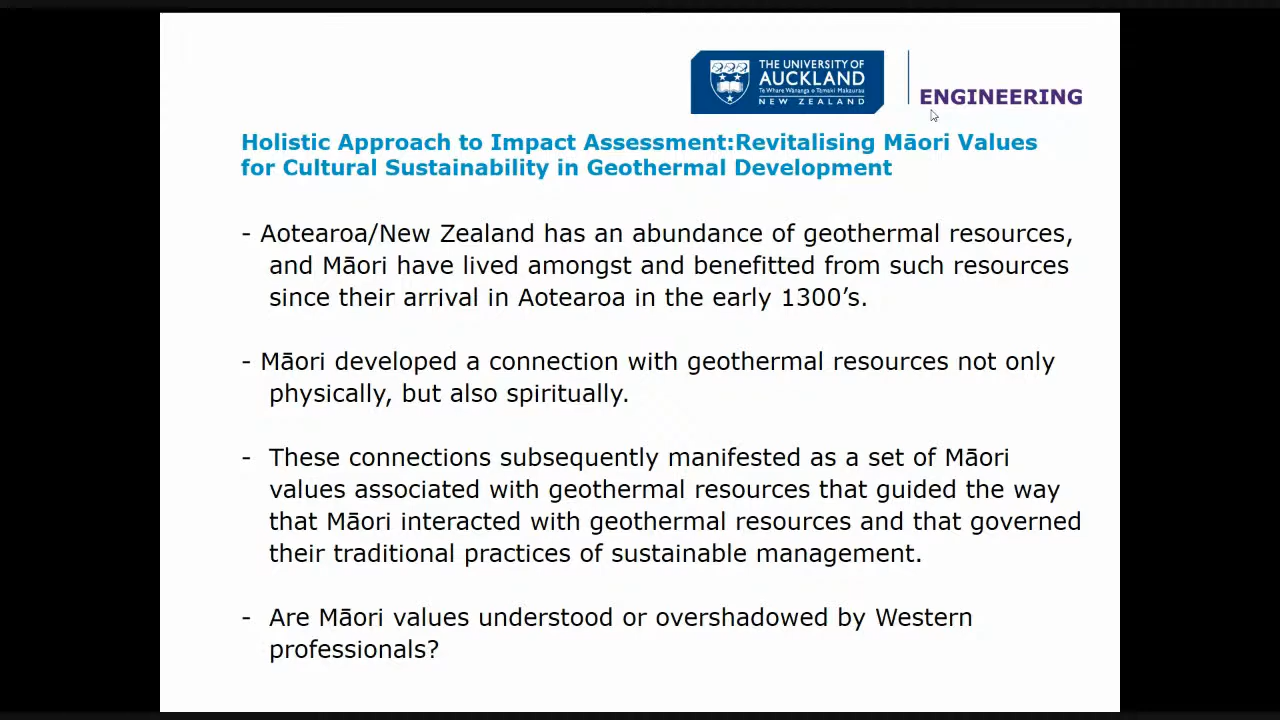 THE UNIVERSITY OF
AUCKLAND
Te Whare Wānanga o Tāmaki Makaurau
NEW ZEALAND
ENGINEERING
Holistic Approach to Impact Assessment:Revitalising Māori Values
for Cultural Sustainability in Geothermal Development
- Aotearoa/New Zealand has an abundance of geothermal resources,
and Māori have lived amongst and benefitted from such resources
since their arrival in Aotearoa in the early 1300’s.
- Māori developed a connection with geothermal resources not only
physically, but also spiritually.
- These connections subsequently manifested as a set of Māori
values associated with geothermal resources that guided the way
that Māori interacted with geothermal resources and that governed
their traditional practices of sustainable management.
- Are Māori values understood or overshadowed by Western
professionals?